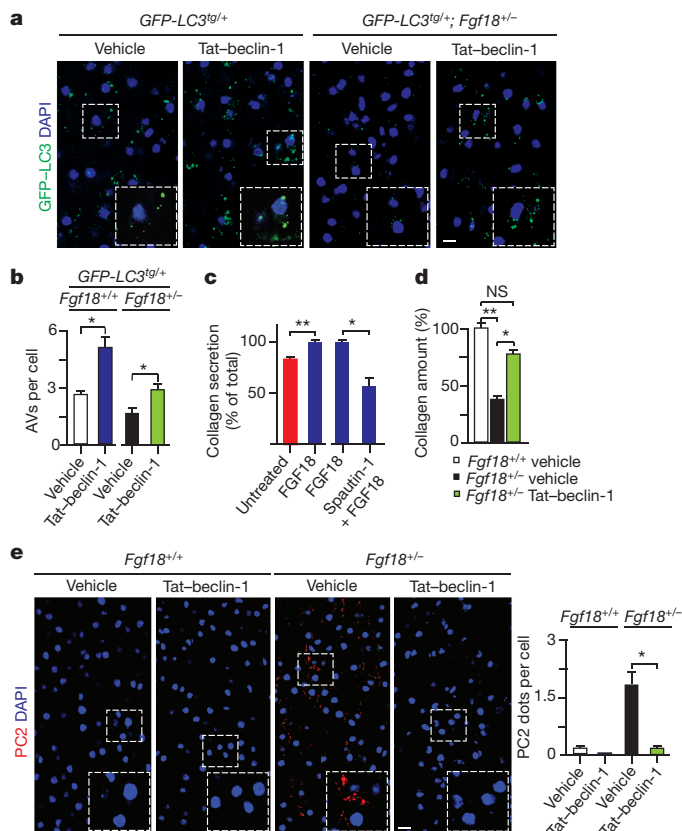 a
GFP-LC3tg/+
GFP-LC3tg/+; Fgf18+/–
Vehicle
Tat–beclin-1
Vehicle
Tat–beclin-1
GFP–LC3 DAPI
b
GFP-LC3tg/+
Fgf18+/+ Fgf18+/–
*
*
AVs per cell
6
3
0
Vehicle
Tat–beclin-1
Vehicle
Tat–beclin-1
c
**
*
Collagen secretion
(% of total)
100
50
Untreated
FGF18
FGF18
Spautin-1
+ FGF18
d
NS
**
*
Collagen amount (%)
100
50
0
Fgf18+/+ vehicle
Fgf18+/– vehicle
Fgf18+/– Tat–beclin-1
e
Fgf18+/+
Fgf18+/–
Vehicle
Tat–beclin-1
Vehicle
Tat–beclin-1
PC2 DAPI
Fgf18+/+ Fgf18+/–
*
PC2 dots per cell
3
1.5
0
Vehicle
Tat–beclin-1
Vehicle
Tat–beclin-1